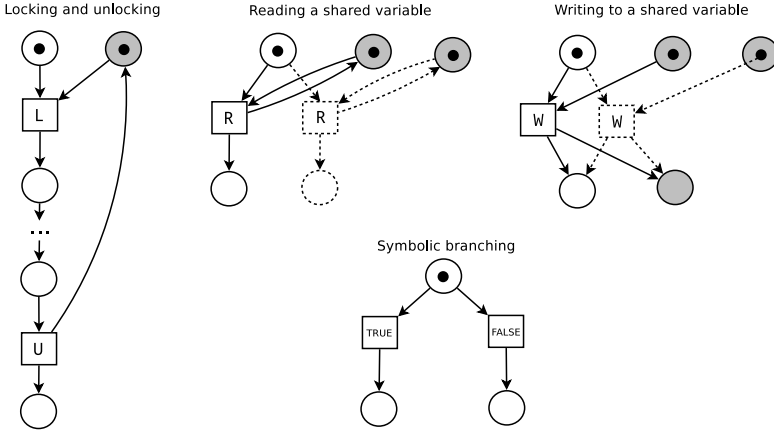 Locking and unlocking
Reading a shared variable
Writing to a shared variable
L
R
R
W
W
...
Symbolic branching
TRUE
FALSE
U